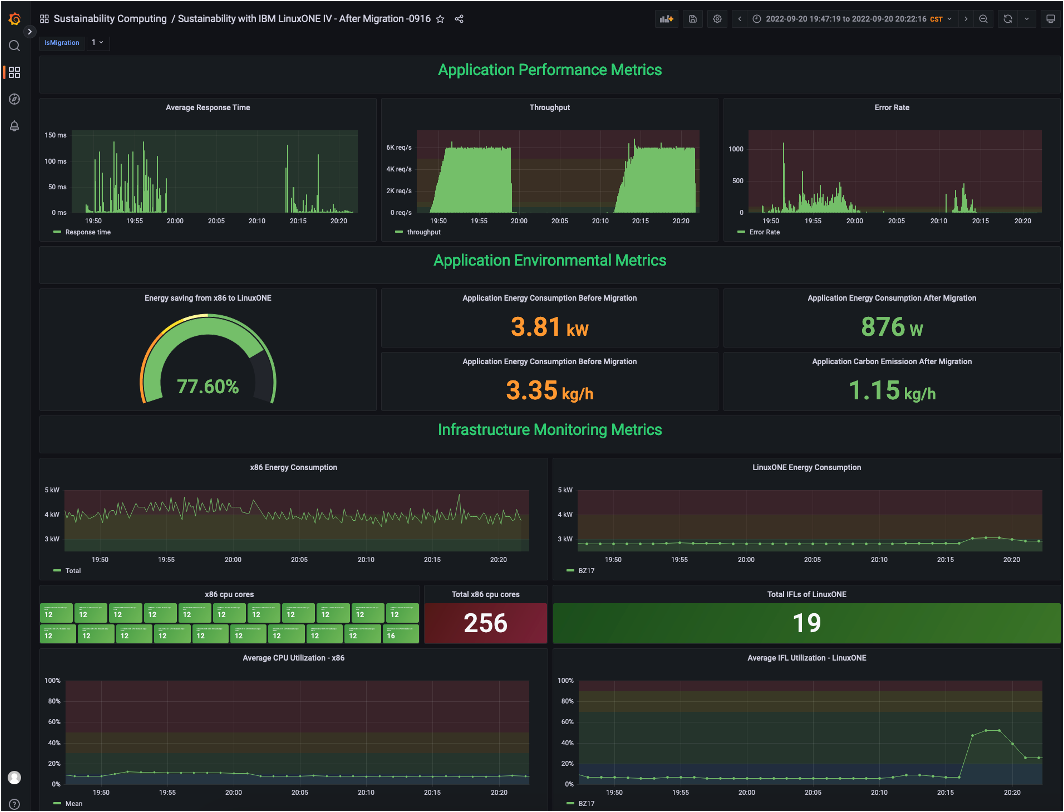 Sustainability Computing / Sustainability with IBM LinuxONE IV - After Migration -0916
2022-09-20 20:47:19 to 2022-09-20 20:22:16 CST
IsMigration 1
Application Performance Metrics
Average Response Time
150 ms
100 ms
50 ms
0 ms
19:50 19:55 20:00 20:05 20:10 20:15 20:20
Response time
Throughput
6K req/s
4K req/s
2K req/s
0 req/s
19:50 19:55 20:00 20:05 20:10 20:15 20:20
throughput
Error Rate
1000
500
0
19:50 19:55 20:00 20:05 20:10 20:15 20:20
Error Rate
Application Environmental Metrics
Energy saving from x86 to LinuxONE
77.60%
Application Energy Consumption Before Migration
3.81 kW
Application Energy Consumption After Migration
876 W
Application Energy Consumption Before Migration
3.35 kg/h
Application Carbon Emissioon After Migration
1.15 kg/h
Infrastructure Monitoring Metrics
x86 Energy Consumption
5 kW
4 kW
3 kW
19:50 19:55 20:00 20:05 20:10 20:15 20:20
Total
LinuxONE Energy Consumption
5 kW
4 kW
3 kW
19:50 19:55 20:00 20:05 20:10 20:15 20:20
BZ17
x86 cpu cores
12 12 12 12 12 12 12 12 12 12 12
12 12 12 12 12 12 12 12 12 16
Total x86 cpu cores
256
Total IFLs of LinuxONE
19
Average CPU Utilization - x86
100%
80%
60%
40%
20%
0%
19:50 19:55 20:00 20:05 20:10 20:15 20:20
Mean
Average IFL Utilization - LinuxONE
100%
80%
60%
40%
20%
0%
19:50 19:55 20:00 20:05 20:10 20:15 20:20
BZ17